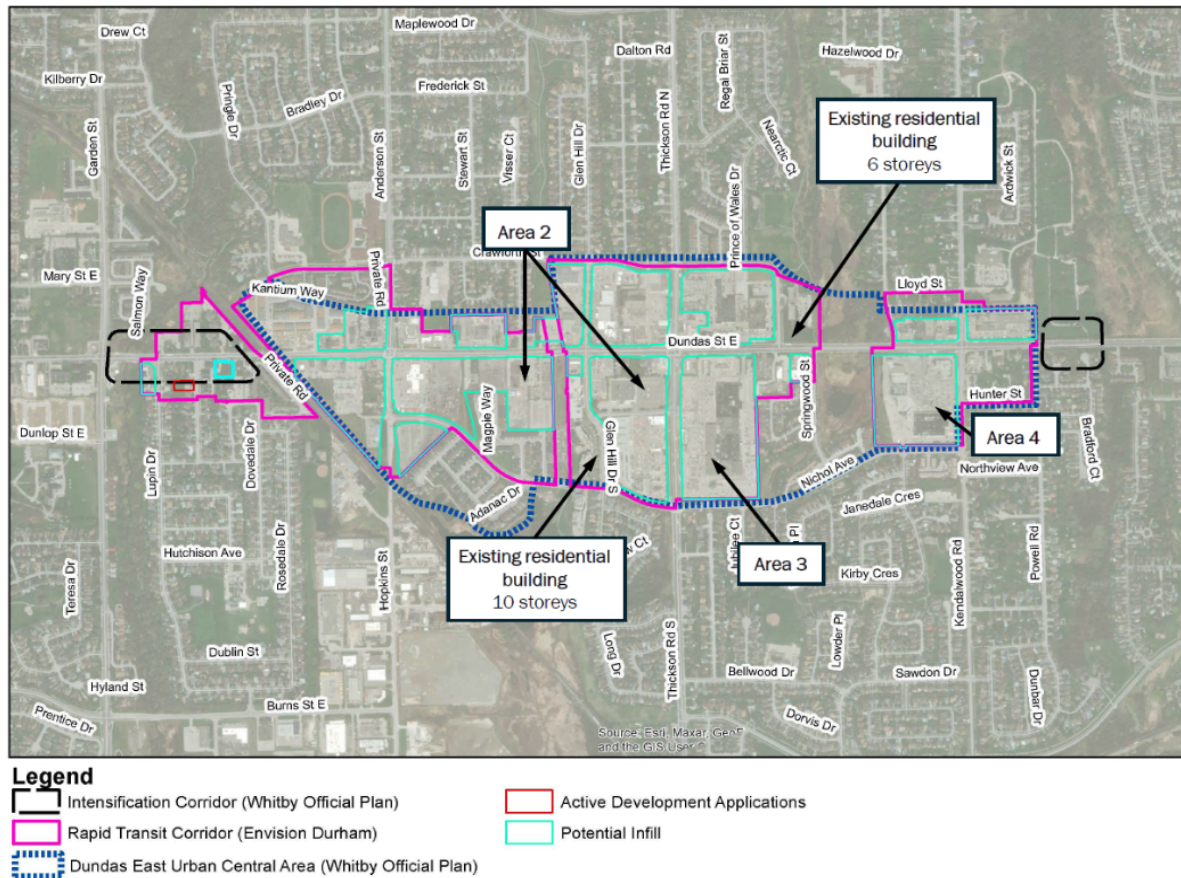 Drew Ct
Maplewood Dr
Kilberry Dr
Pringle Dr
Bradley Dr
Frederick St
Dalton Rd
Hazelwood Dr
Regal Briar St
Nearctic Ct
Garden St
Anderson St
Stewart St
Visser Ct
Glen Hill Dr
Thickson Rd N
Prince of Wales Dr
Ardwick St
Existing residential
building
6 storeys
Area 2
Crawforth St
Mary St E
Salmon Way
Kantium Way
Private Rd
Lloyd St
Dundas St E
Private Rd
Springwood St
Hunter St
Magpie Way
Glen Hill Dr S
Area 4
Dunlop St E
Lupin Dr
Dovedale Dr
Bradford Ct
Northview Ave
Nichol Ave
Adanac Dr
Janedale Cres
Hutchison Ave
Existing residential
building
10 storeys
Jubilee Ct
Pl
Area 3
Kirby Cres
Teresa Dr
Rosedale Dr
Hopkins St
Kendalwood Rd
Powell Rd
Dublin St
Long Dr
Thickson Rd S
Bellwood Dr
Lowder Pl
Sawdon Dr
Dunbar Dr
Hyland St
Burns St E
Prentice Dr
Dorvis Dr
Source: Esri, Maxar,
and the GIS User
Legend
Intensification Corridor (Whitby Official Plan)
Rapid Transit Corridor (Envision Durham)
Dundas East Urban Central Area (Whitby Official Plan)
Active Development Applications
Potential Infill